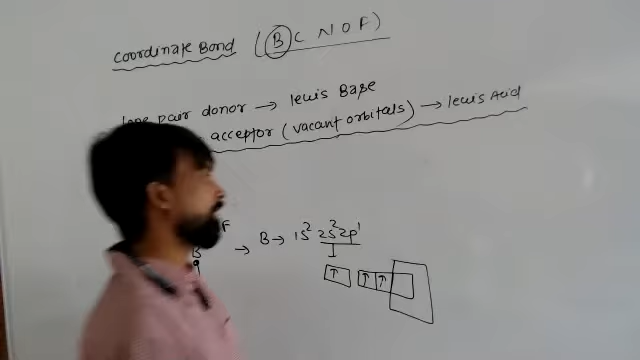 coordinate Bond (B C N O F)
lone pair donor → lewis Base
acceptor (vacant orbitals) → lewis Acid
F
B → B → 1s² 2s² 2p¹
↑ ↑ ↑